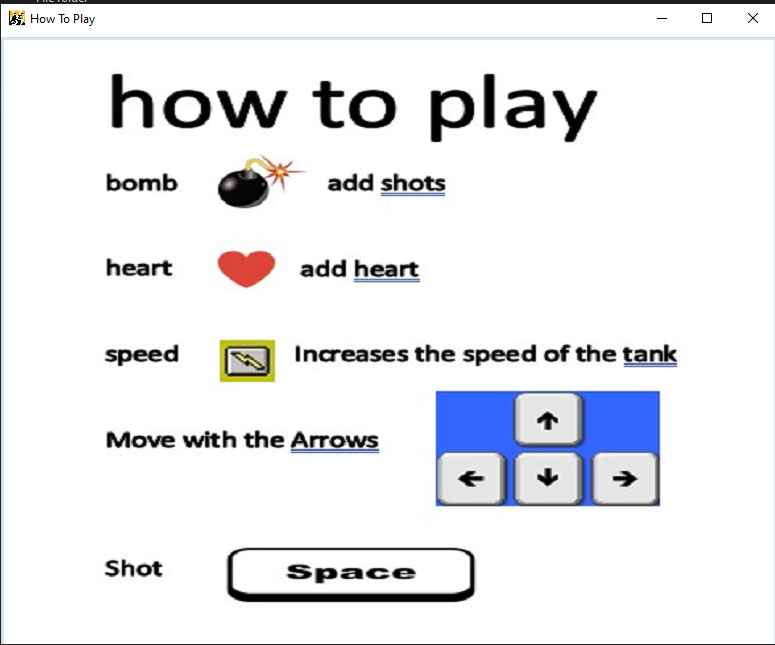 How To Play
how to play
bomb add shots
heart add heart
speed Increases the speed of the tank
Move with the Arrows
Shot Space